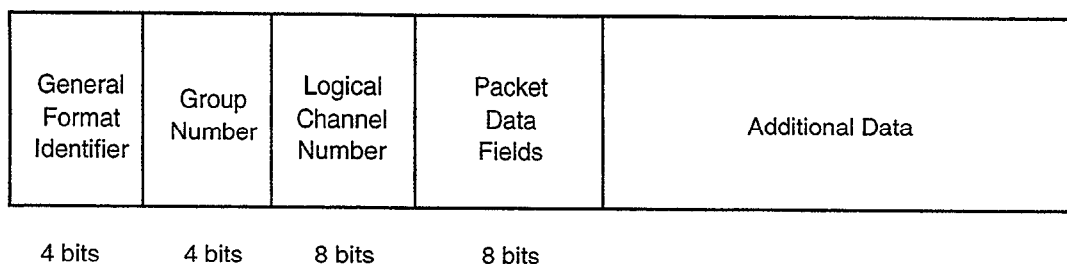 General
Format
Identifier
Group
Number
Logical
Channel
Number
Packet
Data
Fields
Additional Data
4 bits
4 bits
8 bits
8 bits